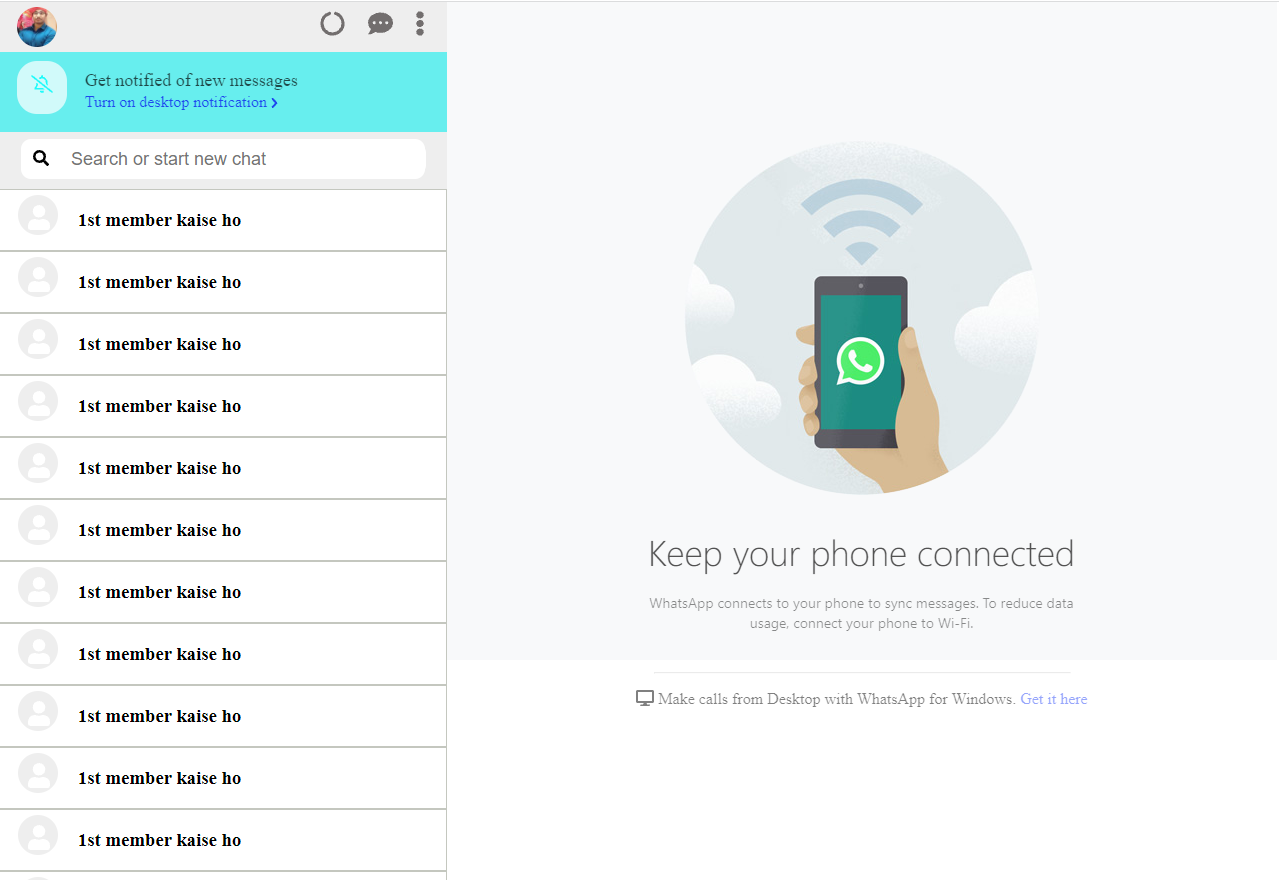 Get notified of new messages
Turn on desktop notification
Search or start new chat
1st member kaise ho
1st member kaise ho
1st member kaise ho
1st member kaise ho
1st member kaise ho
1st member kaise ho
1st member kaise ho
1st member kaise ho
1st member kaise ho
1st member kaise ho
1st member kaise ho
Keep your phone connected
WhatsApp connects to your phone to sync messages. To reduce data
usage, connect your phone to Wi-Fi.
Make calls from Desktop with WhatsApp for Windows. Get it here